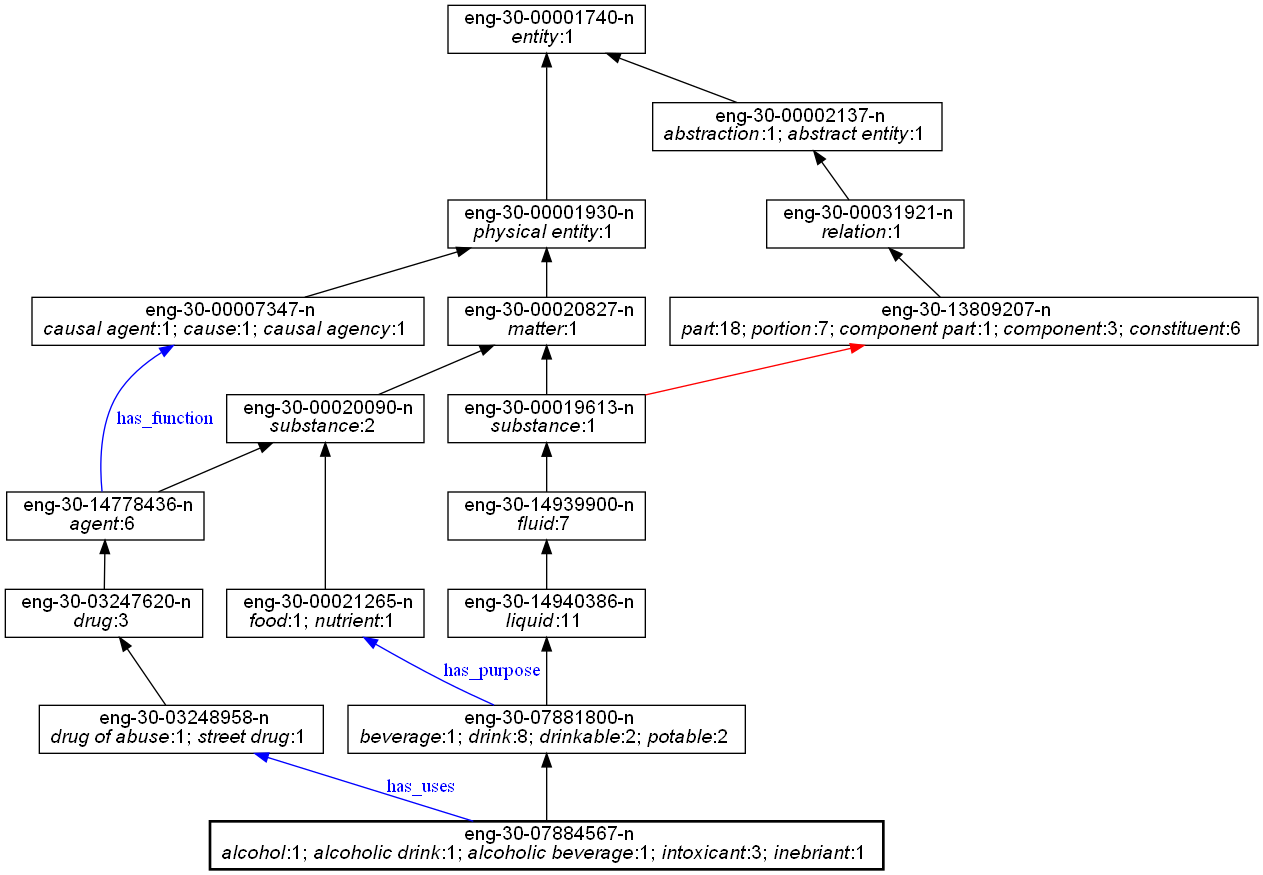 eng-30-00001740-n
entity:1
eng-30-00002137-n
abstraction:1; abstract entity:1
eng-30-00001930-n
physical entity:1
eng-30-00031921-n
relation:1
eng-30-00007347-n
causal agent:1; cause:1; causal agency:1
eng-30-00020827-n
matter:1
eng-30-13809207-n
part:18; portion:7; component part:1; component:3; constituent:6
has_function
eng-30-00020090-n
substance:2
eng-30-00019613-n
substance:1
eng-30-14778436-n
agent:6
eng-30-14939900-n
fluid:7
eng-30-03247620-n
drug:3
eng-30-00021265-n
food:1; nutrient:1
eng-30-14940386-n
liquid:11
has_purpose
eng-30-03248958-n
drug of abuse:1; street drug:1
eng-30-07881800-n
beverage:1; drink:8; drinkable:2; potable:2
has_uses
eng-30-07884567-n
alcohol:1; alcoholic drink:1; alcoholic beverage:1; intoxicant:3; inebriant:1